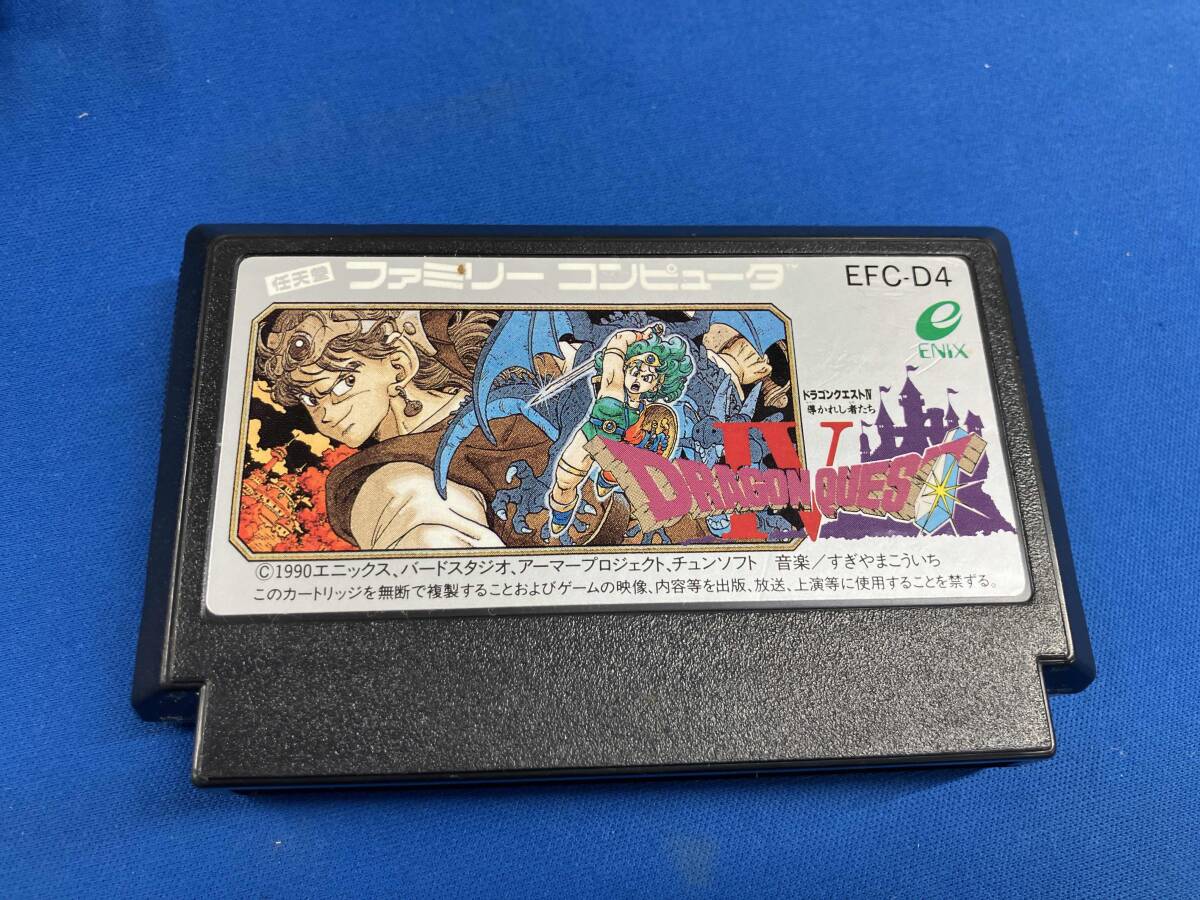 任天堂 ファミリー コンピュータ™ EFC-D4
e
ENIX
ドラゴンクエストⅣ
導かれし者たち
IV
DRAGON QUEST
©1990エニックス、バードスタジオ、アーマープロジェクト、チュンソフト 音楽/すぎやまこういち
このカートリッジを無断で複製することおよびゲームの映像、内容等を出版、放送、上演等に使用することを禁ずる。